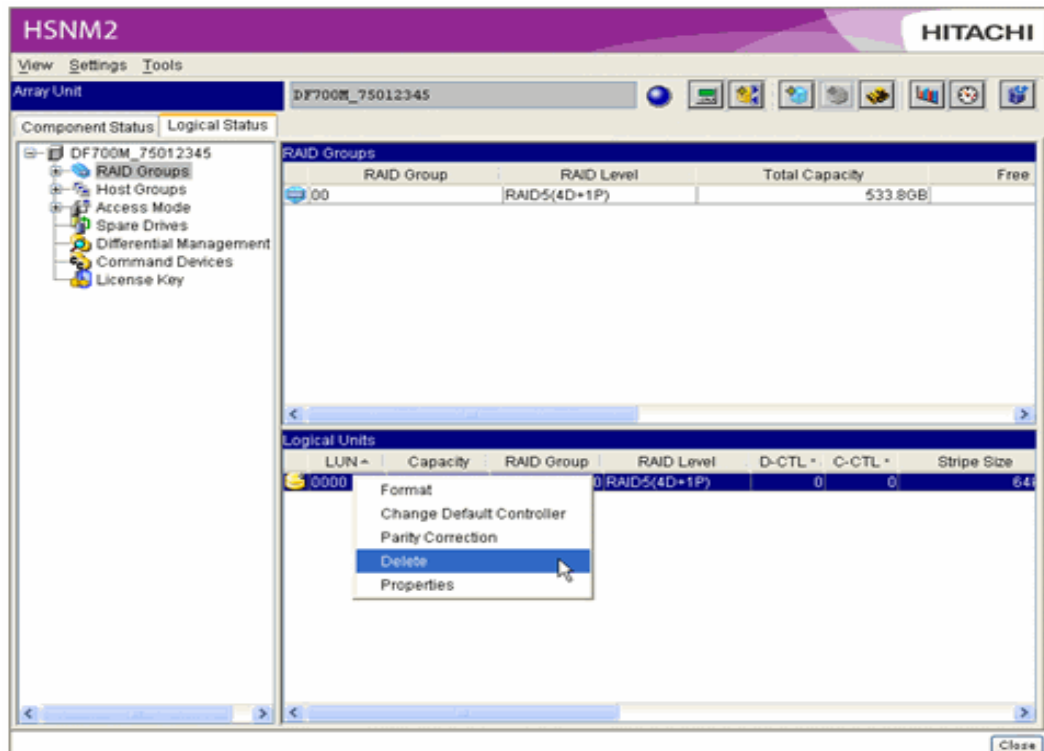 HSNM2
HITACHI
View Settings Tools
Array Unit
DF700M_75012345
Component Status Logical Status
DF700M_75012345
RAID Groups
Host Groups
Access Mode
Spare Drives
Differential Management
Command Devices
License Key
RAID Groups
RAID Group RAID Level Total Capacity Free
00 RAID5(4D+1P) 533.8GB
Logical Units
LUN Capacity RAID Group RAID Level D-CTL * C-CTL * Stripe Size
0000 0 RAID5(4D+1P) 0 0
Format
Change Default Controller
Parity Correction
Delete
Properties
Close